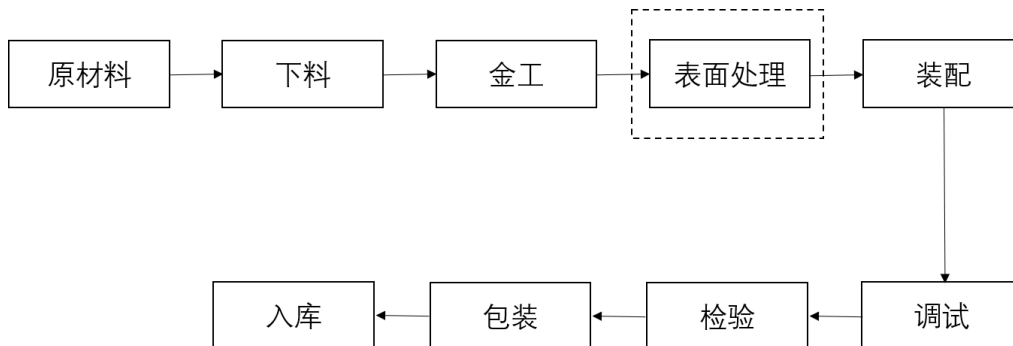 原材料
下料
金工
表面处理
装配
调试
检验
包装
入库